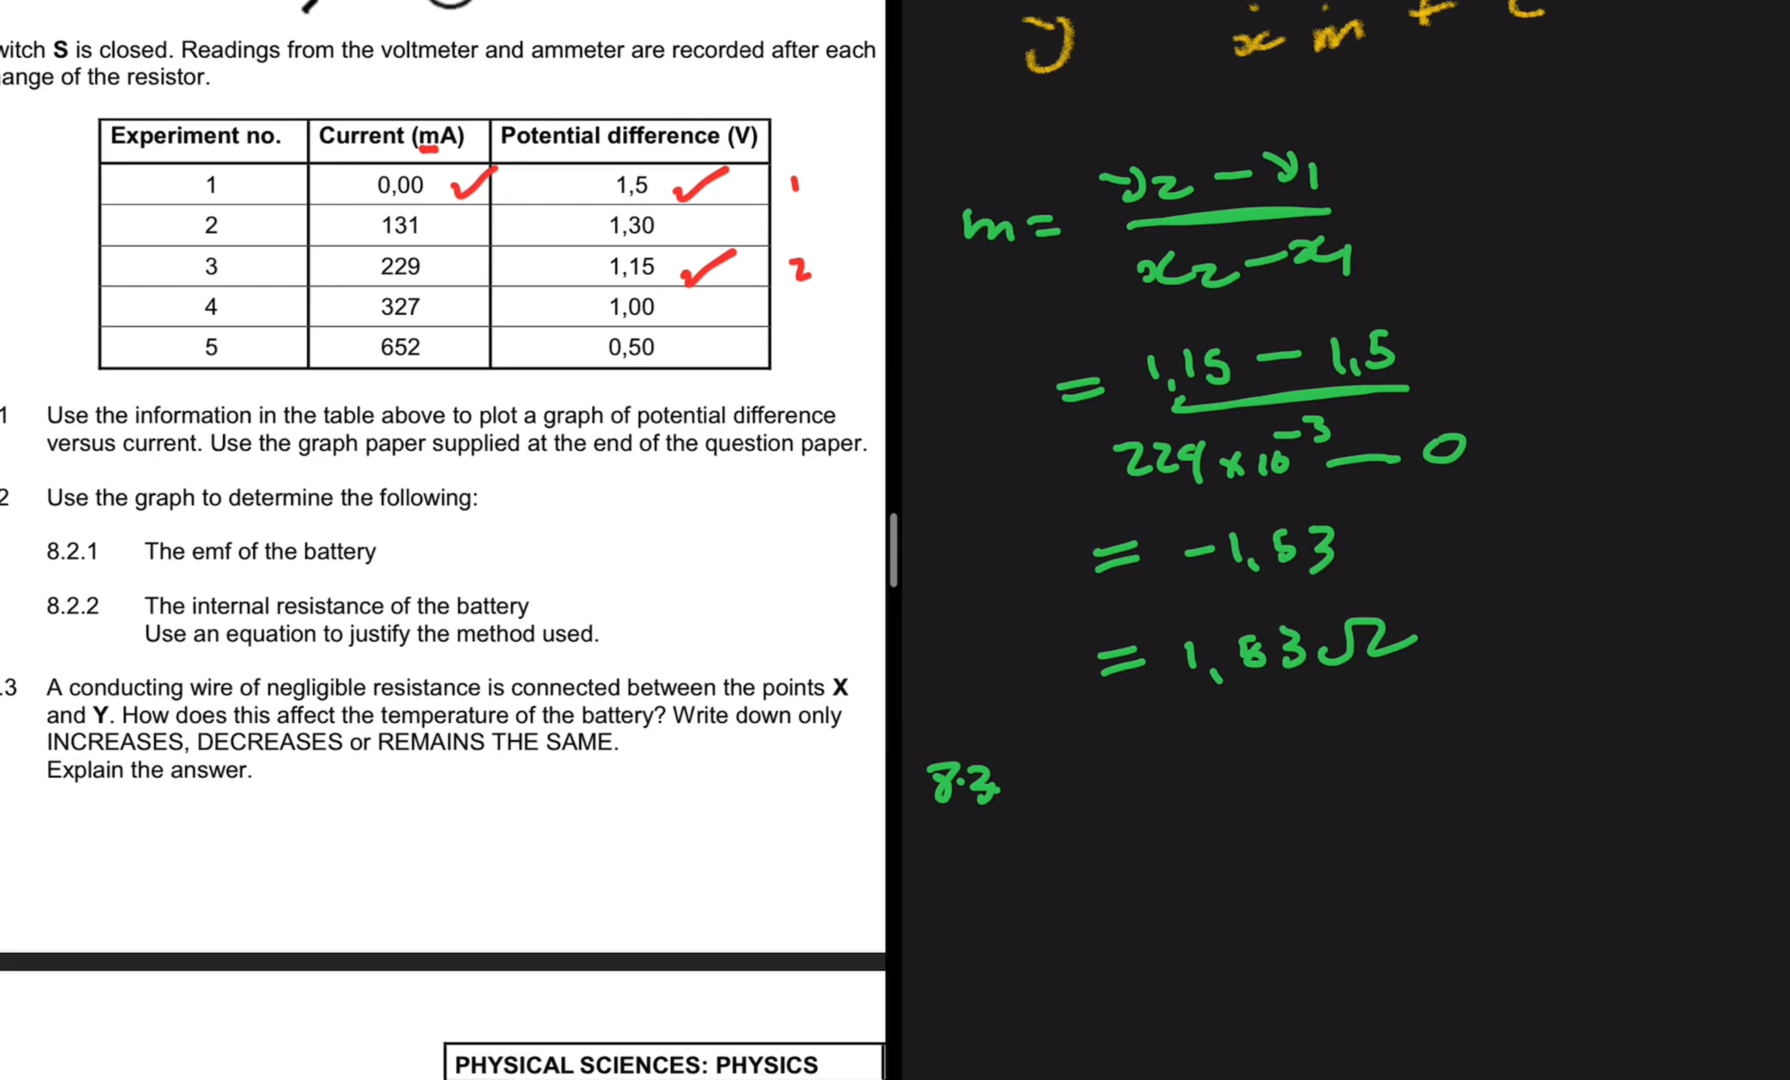 witch S is closed. Readings from the voltmeter and ammeter are recorded after each
ange of the resistor.
Experiment no. Current (mA) Potential difference (V)
1 0,00 1,5 1
2 131 1,30
3 229 1,15 2
4 327 1,00
5 652 0,50
1 Use the information in the table above to plot a graph of potential difference
versus current. Use the graph paper supplied at the end of the question paper.
2 Use the graph to determine the following:
8.2.1 The emf of the battery
8.2.2 The internal resistance of the battery
Use an equation to justify the method used.
.3 A conducting wire of negligible resistance is connected between the points X
and Y. How does this affect the temperature of the battery? Write down only
INCREASES, DECREASES or REMAINS THE SAME.
Explain the answer.
PHYSICAL SCIENCES: PHYSICS
y x m + c
m = y2 - y1
x2 - x1
= 1,15 - 1,5
229 x 10⁻³ - 0
= -1,53
= 1,53 Ω
8.3